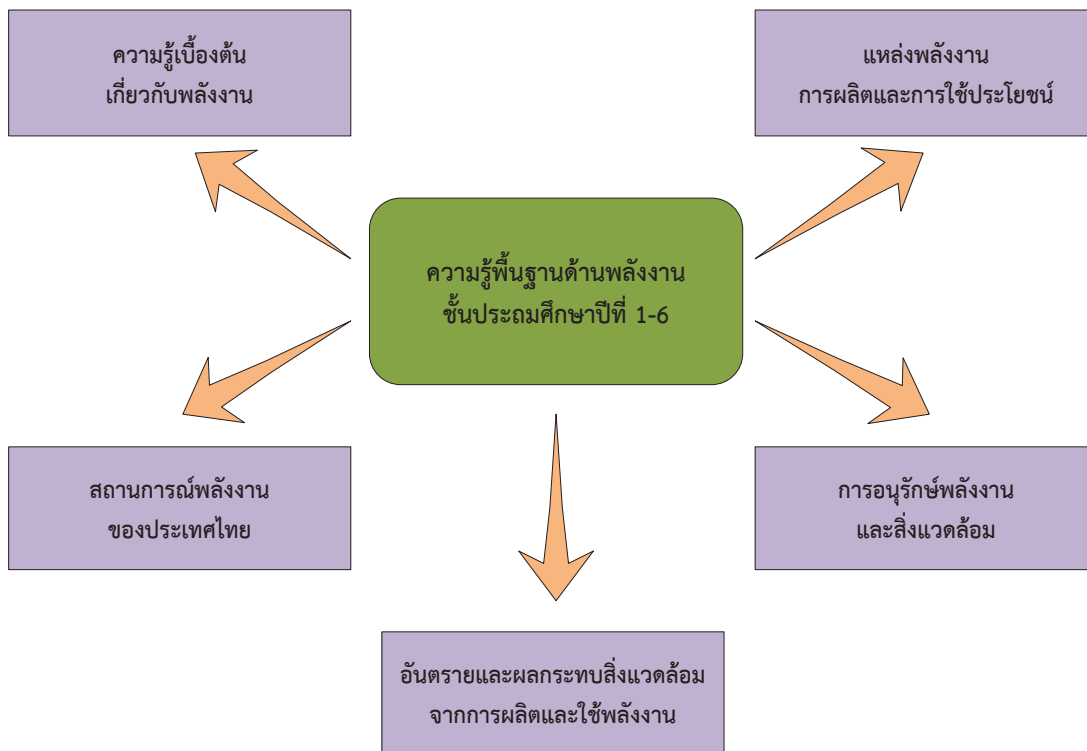 ความรู้เบื้องต้น
เกี่ยวกับพลังงาน
แหล่งพลังงาน
การผลิตและการใช้ประโยชน์
ความรู้พื้นฐานด้านพลังงาน
ชั้นประถมศึกษาปีที่ 1-6
สถานการณ์พลังงาน
ของประเทศไทย
การอนุรักษ์พลังงาน
และสิ่งแวดล้อม
อันตรายและผลกระทบสิ่งแวดล้อม
จากการผลิตและใช้พลังงาน